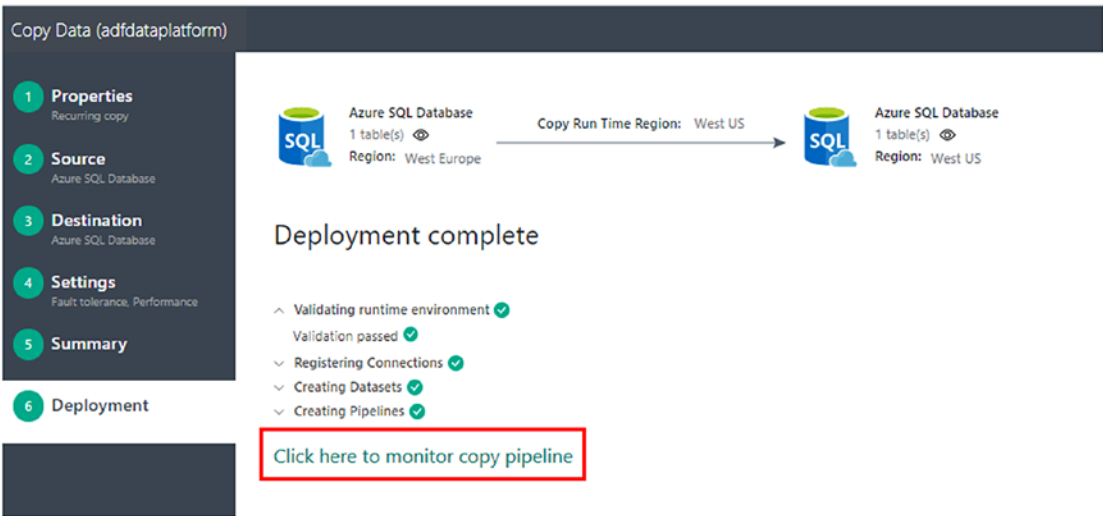 Copy Data (adfdataplatform)
1 Properties
Recurring copy
2 Source
Azure SQL Database
3 Destination
Azure SQL Database
4 Settings
Fault tolerance, Performance
5 Summary
6 Deployment
SQL
Azure SQL Database
1 table(s)
Region: West Europe
Copy Run Time Region: West US
SQL
Azure SQL Database
1 table(s)
Region: West US
Deployment complete
Validating runtime environment
Validation passed
Registering Connections
Creating Datasets
Creating Pipelines
Click here to monitor copy pipeline